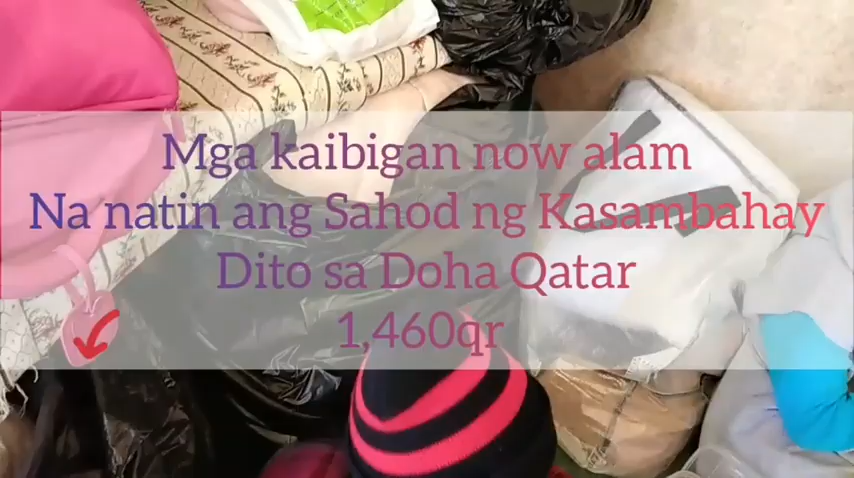 Mga kaibigan now alam
Na natin ang Sahod ng Kasambahay
Dito sa Doha Qatar
1,460qr